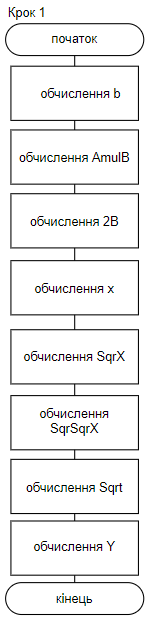 Крок 1
початок
обчислення b
обчислення AmulB
обчислення 2B
обчислення x
обчислення SqrX
обчислення
SqrSqrX
обчислення Sqrt
обчислення Y
кінець